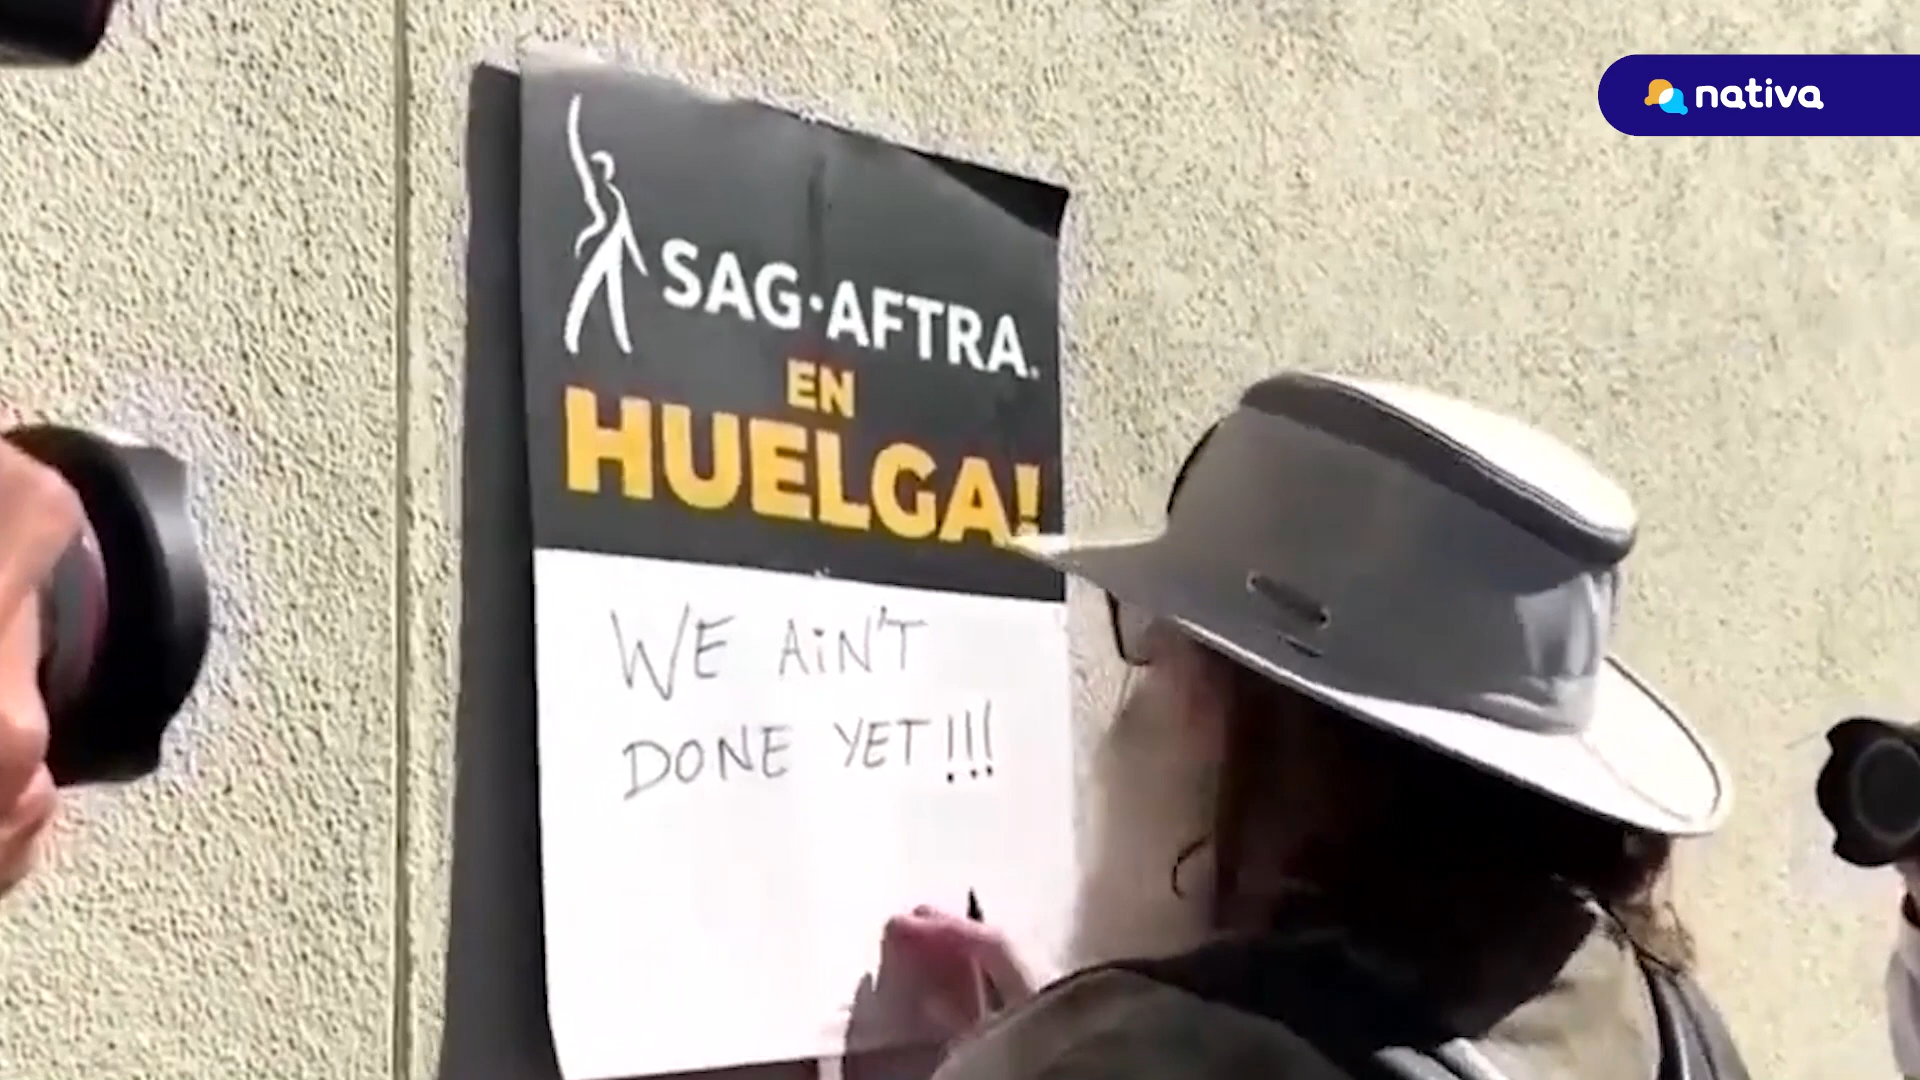 nativa
SAG·AFTRA.
EN
HUELGA!
WE AiN'T
DONE YET!!!